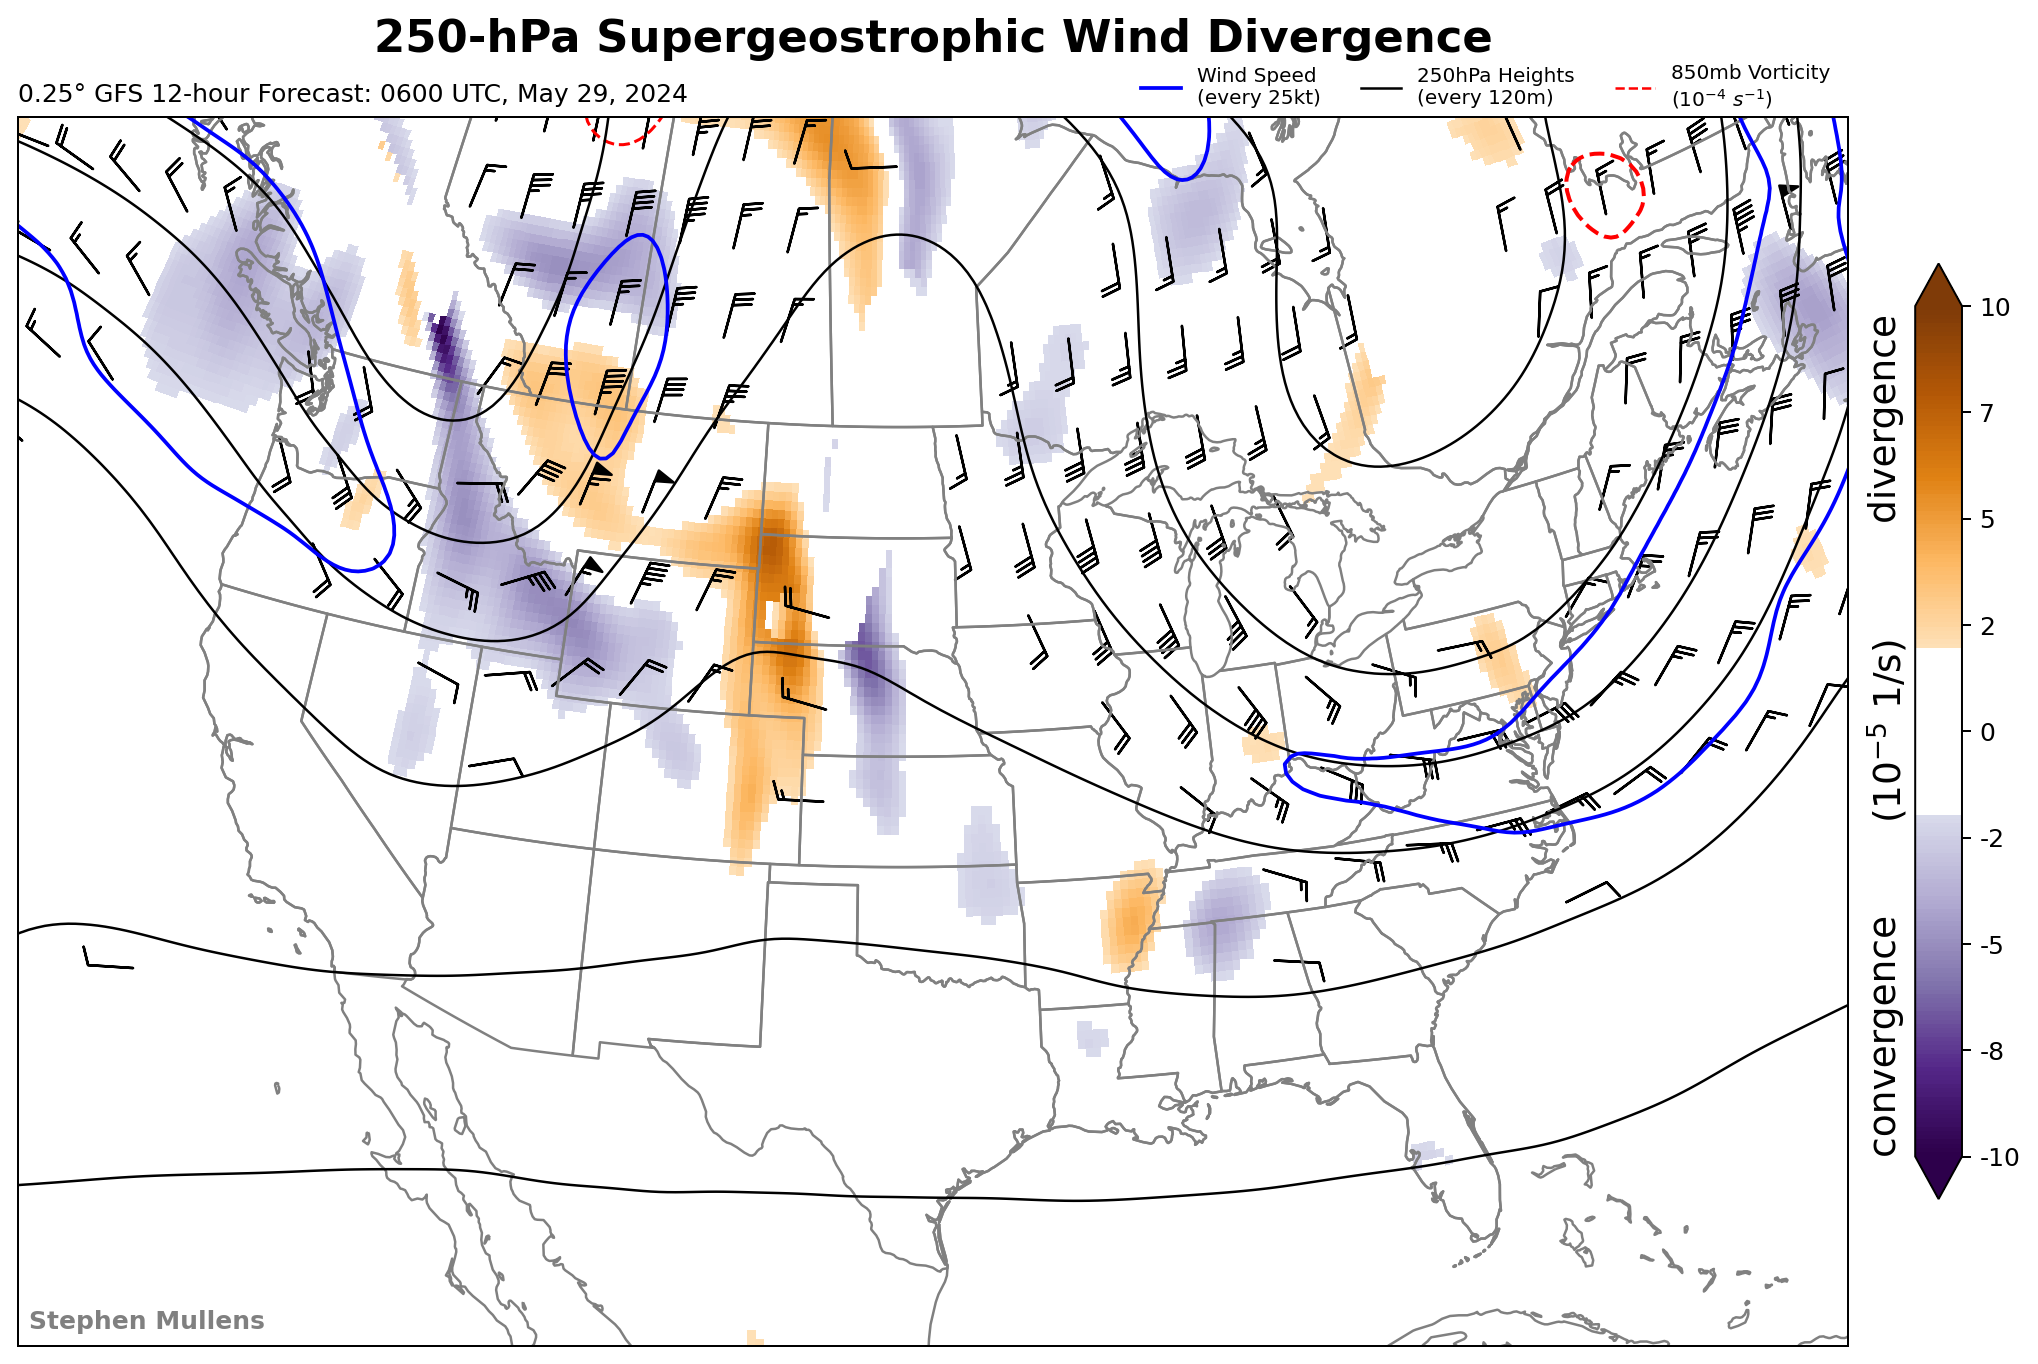 250-hPa Supergeostrophic Wind Divergence
0.25° GFS 12-hour Forecast: 0600 UTC, May 29, 2024
Wind Speed
(every 25kt)
250hPa Heights
(every 120m)
850mb Vorticity
(10⁻⁴ s⁻¹)
10
7
5
2
0
-2
-5
-8
-10
convergence (10⁻⁵ 1/s) divergence
Stephen Mullens